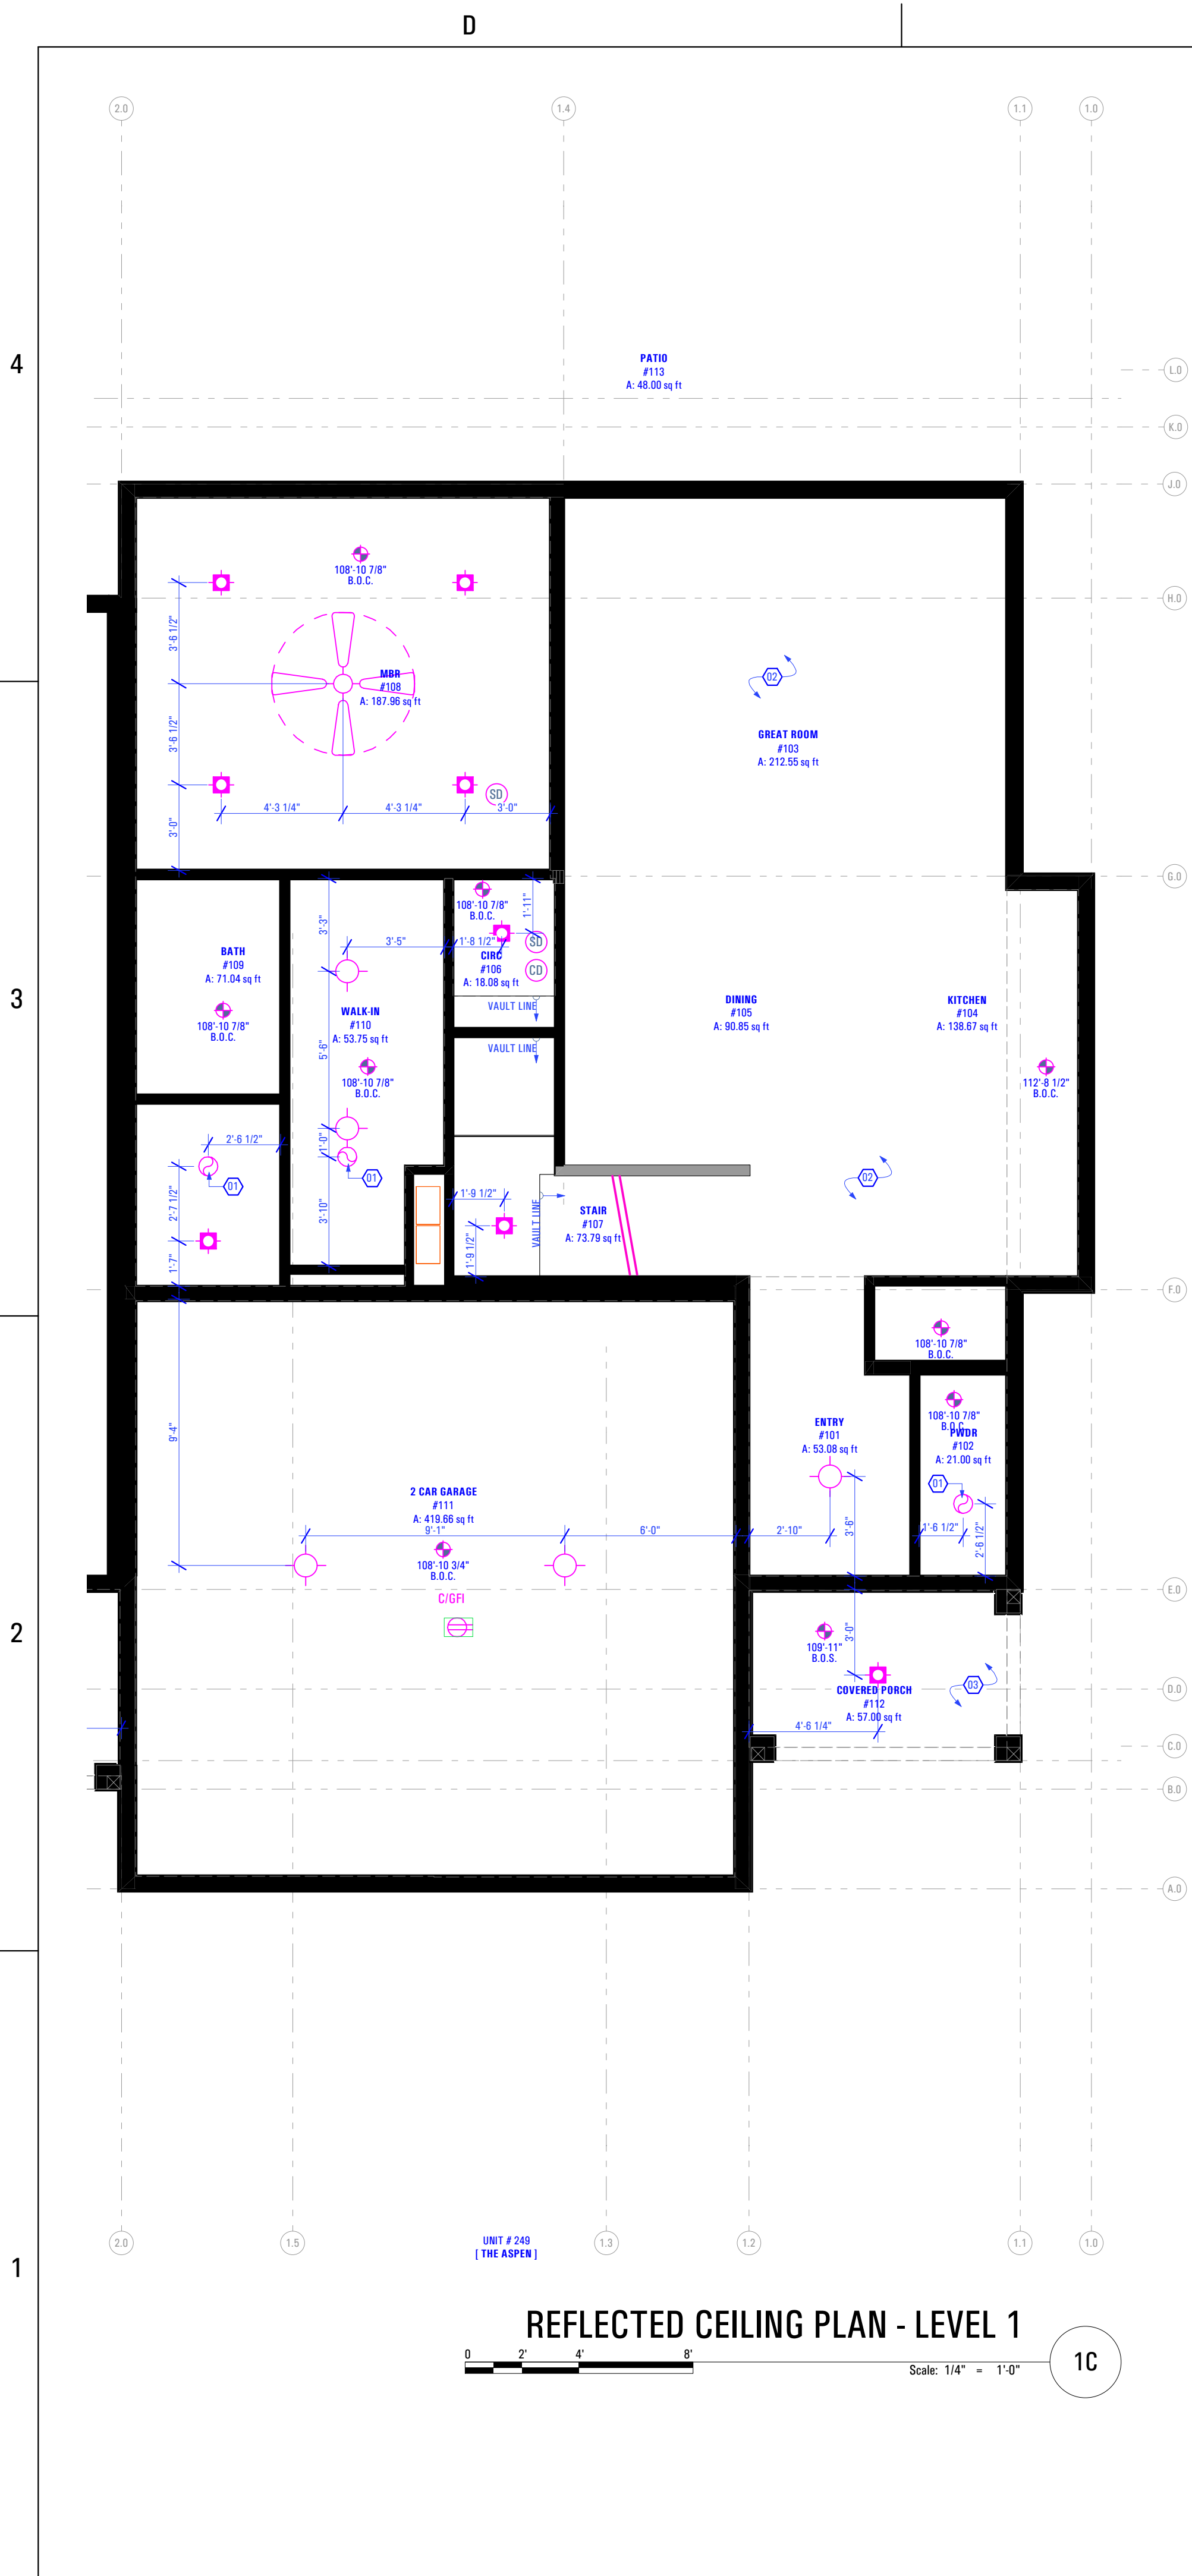 D
2.0
1.4
1.1
1.0
4
PATIO
#113
A: 48.00 sq ft
L.0
K.0
J.0
108'-10 7/8"
B.O.C.
H.0
3'-6 1/2"
MBR
#108
A: 187.96 sq ft
02
3'-6 1/2"
GREAT ROOM
#103
A: 212.55 sq ft
SD
4'-3 1/4"
4'-3 1/4"
3'-0"
3'-0"
G.0
108'-10 7/8"
B.O.C.
1'-11"
3'-3"
3'-5"
1'-8 1/2"
SD
BATH
#109
A: 71.04 sq ft
CIRC
#106
A: 18.08 sq ft
CD
3
VAULT LINE
DINING
#105
A: 90.85 sq ft
KITCHEN
#104
A: 138.67 sq ft
108'-10 7/8"
B.O.C.
WALK-IN
#110
A: 53.75 sq ft
VAULT LINE
5'-6"
108'-10 7/8"
B.O.C.
112'-8 1/2"
B.O.C.
2'-6 1/2"
1'-0"
01
01
02
2'-7 1/2"
1'-9 1/2"
3'-10"
VAULT LINE
STAIR
#107
A: 73.79 sq ft
1'-9 1/2"
1'-7"
F.0
108'-10 7/8"
B.O.C.
9'-4"
108'-10 7/8"
B.O.C.
ENTRY
#101
A: 53.08 sq ft
PWDR
#102
A: 21.00 sq ft
01
2 CAR GARAGE
#111
A: 419.66 sq ft
9'-1"
6'-0"
2'-10"
3'-6"
1'-6 1/2"
2'-6 1/2"
108'-10 3/4"
B.O.C.
E.0
C/GFI
2
109'-11"
B.O.S.
3'-0"
COVERED PORCH
#112
A: 57.00 sq ft
03
D.0
4'-6 1/4"
C.0
B.0
A.0
2.0
1.5
1.3
1.2
1.1
1.0
UNIT # 249
[ THE ASPEN ]
1
REFLECTED CEILING PLAN - LEVEL 1
1C
0
2'
4'
8'
Scale: 1/4" = 1'-0"